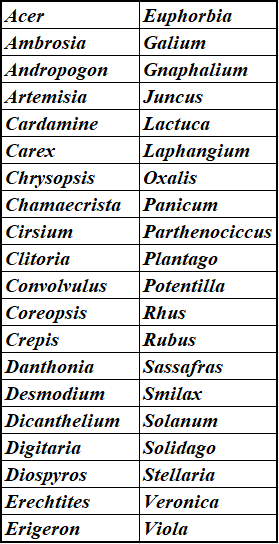 Acer Euphorbia
Ambrosia Galium
Andropogon Gnaphalium
Artemisia Juncus
Cardamine Lactuca
Carex Laphangium
Chrysopsis Oxalis
Chamaecrista Panicum
Cirsium Parthenociccus
Clitoria Plantago
Convolvulus Potentilla
Coreopsis Rhus
Crepis Rubus
Danthonia Sassafras
Desmodium Smilax
Dicanthelium Solanum
Digitaria Solidago
Diospyros Stellaria
Erechtites Veronica
Erigeron Viola